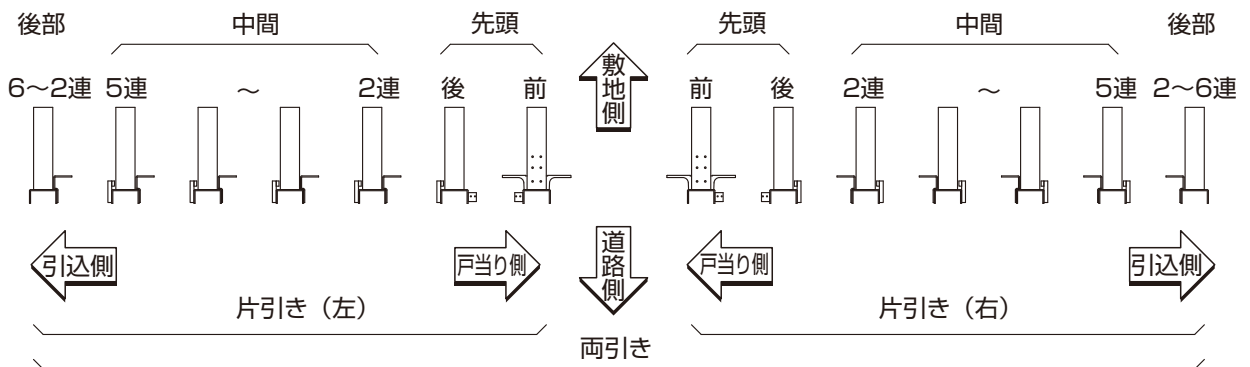 後部 中間 先頭 先頭 中間 後部
6～2連 5連 ～ 2連 後 前 敷地側 前 後 2連 ～ 5連 2～6連
引込側 戸当り側 道路側 戸当り側 引込側
片引き（左） 片引き（右）
両引き